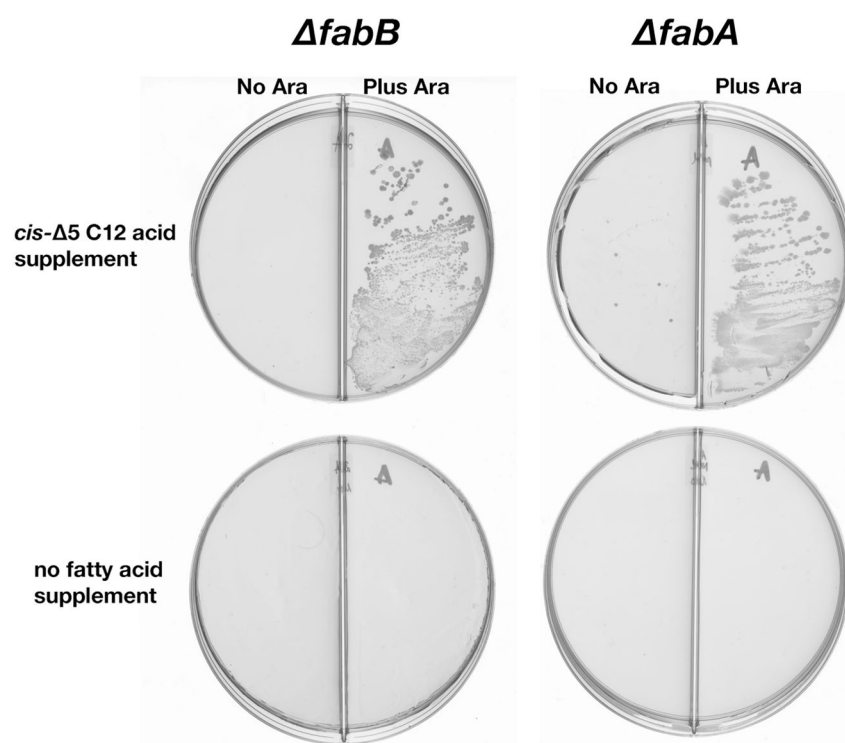 ΔfabB ΔfabA
No Ara Plus Ara No Ara Plus Ara
A A
cis-Δ5 C12 acid
supplement
A A
no fatty acid
supplement